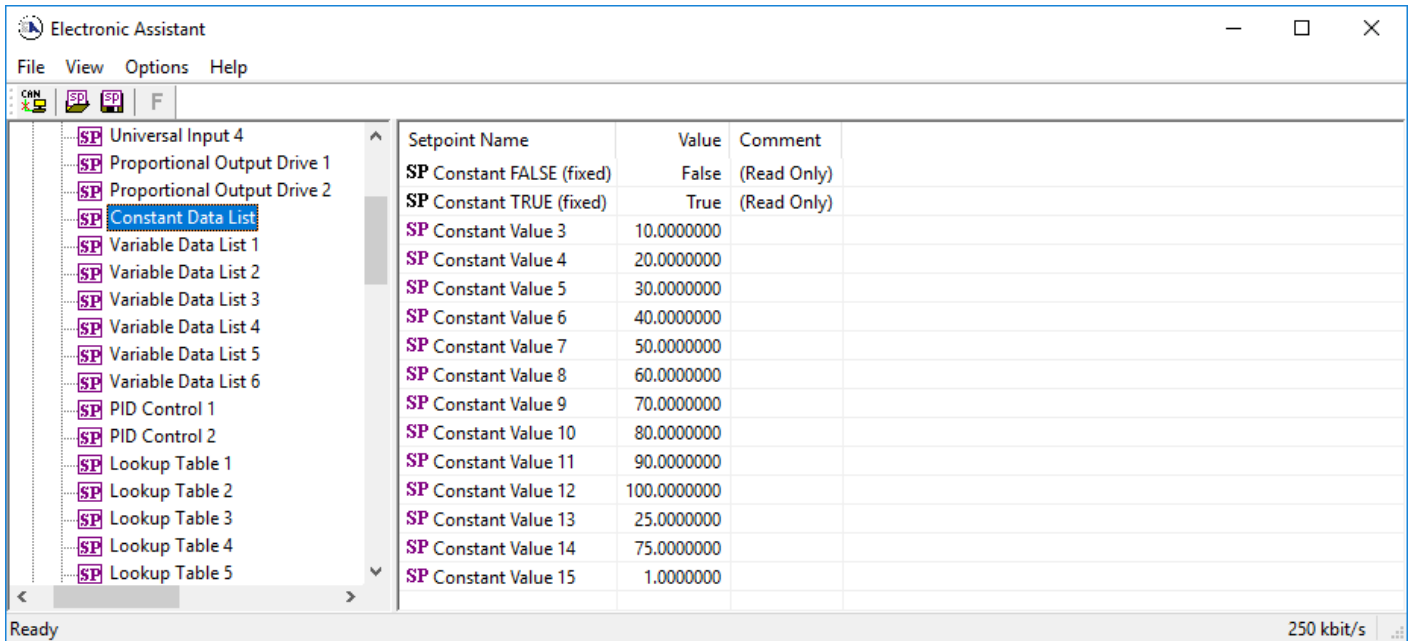 Electronic Assistant
File View Options Help
CAN SP SP F
SP Universal Input 4
SP Proportional Output Drive 1
SP Proportional Output Drive 2
SP Constant Data List
SP Variable Data List 1
SP Variable Data List 2
SP Variable Data List 3
SP Variable Data List 4
SP Variable Data List 5
SP Variable Data List 6
SP PID Control 1
SP PID Control 2
SP Lookup Table 1
SP Lookup Table 2
SP Lookup Table 3
SP Lookup Table 4
SP Lookup Table 5
Setpoint Name Value Comment
SP Constant FALSE (fixed) False (Read Only)
SP Constant TRUE (fixed) True (Read Only)
SP Constant Value 3 10.0000000
SP Constant Value 4 20.0000000
SP Constant Value 5 30.0000000
SP Constant Value 6 40.0000000
SP Constant Value 7 50.0000000
SP Constant Value 8 60.0000000
SP Constant Value 9 70.0000000
SP Constant Value 10 80.0000000
SP Constant Value 11 90.0000000
SP Constant Value 12 100.0000000
SP Constant Value 13 25.0000000
SP Constant Value 14 75.0000000
SP Constant Value 15 1.0000000
Ready 250 kbit/s